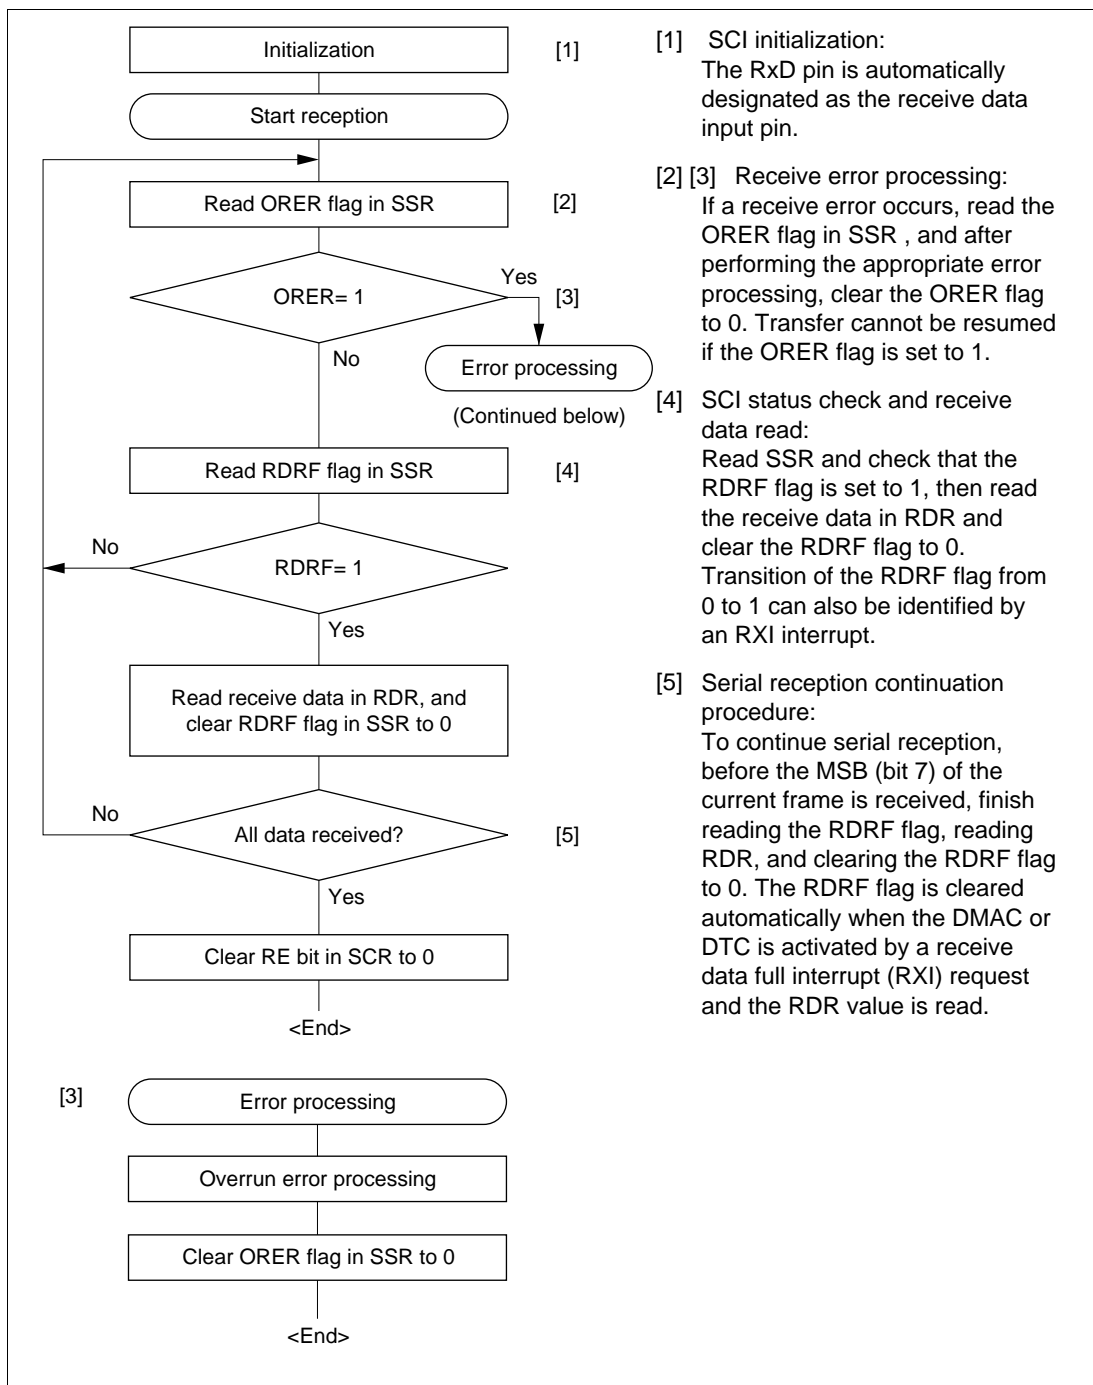 Initialization
[1]
Start reception
Read ORER flag in SSR
[2]
ORER= 1
Yes
[3]
No
Error processing
(Continued below)
Read RDRF flag in SSR
[4]
No
RDRF= 1
Yes
Read receive data in RDR, and
clear RDRF flag in SSR to 0
No
All data received?
[5]
Yes
Clear RE bit in SCR to 0
<End>
[3]
Error processing
Overrun error processing
Clear ORER flag in SSR to 0
<End>
[1] SCI initialization:
The RxD pin is automatically
designated as the receive data
input pin.
[2] [3] Receive error processing:
If a receive error occurs, read the
ORER flag in SSR , and after
performing the appropriate error
processing, clear the ORER flag
to 0. Transfer cannot be resumed
if the ORER flag is set to 1.
[4] SCI status check and receive
data read:
Read SSR and check that the
RDRF flag is set to 1, then read
the receive data in RDR and
clear the RDRF flag to 0.
Transition of the RDRF flag from
0 to 1 can also be identified by
an RXI interrupt.
[5] Serial reception continuation
procedure:
To continue serial reception,
before the MSB (bit 7) of the
current frame is received, finish
reading the RDRF flag, reading
RDR, and clearing the RDRF flag
to 0. The RDRF flag is cleared
automatically when the DMAC or
DTC is activated by a receive
data full interrupt (RXI) request
and the RDR value is read.